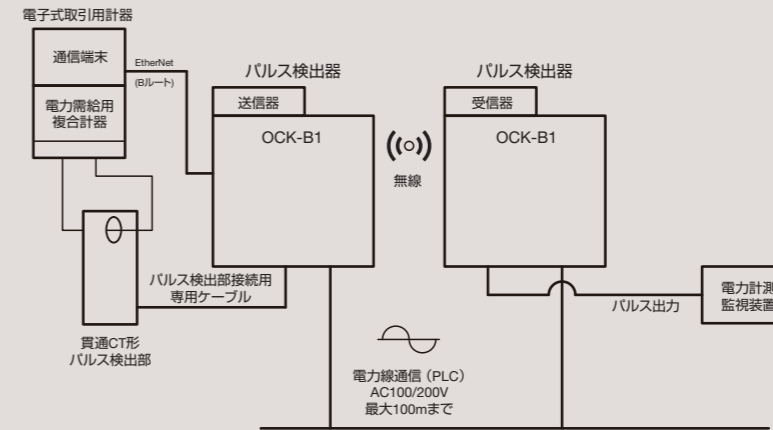 電子式取引用計器
通信端末
EtherNet
(Bルート)
電力需給用
複合計器
パルス検出器
送信器
OCK-B1
無線
パルス検出器
受信器
OCK-B1
パルス検出部接続用
専用ケーブル
貫通CT形
パルス検出部
電力線通信（PLC）
AC100/200V
最大100mまで
パルス出力
電力計測
監視装置